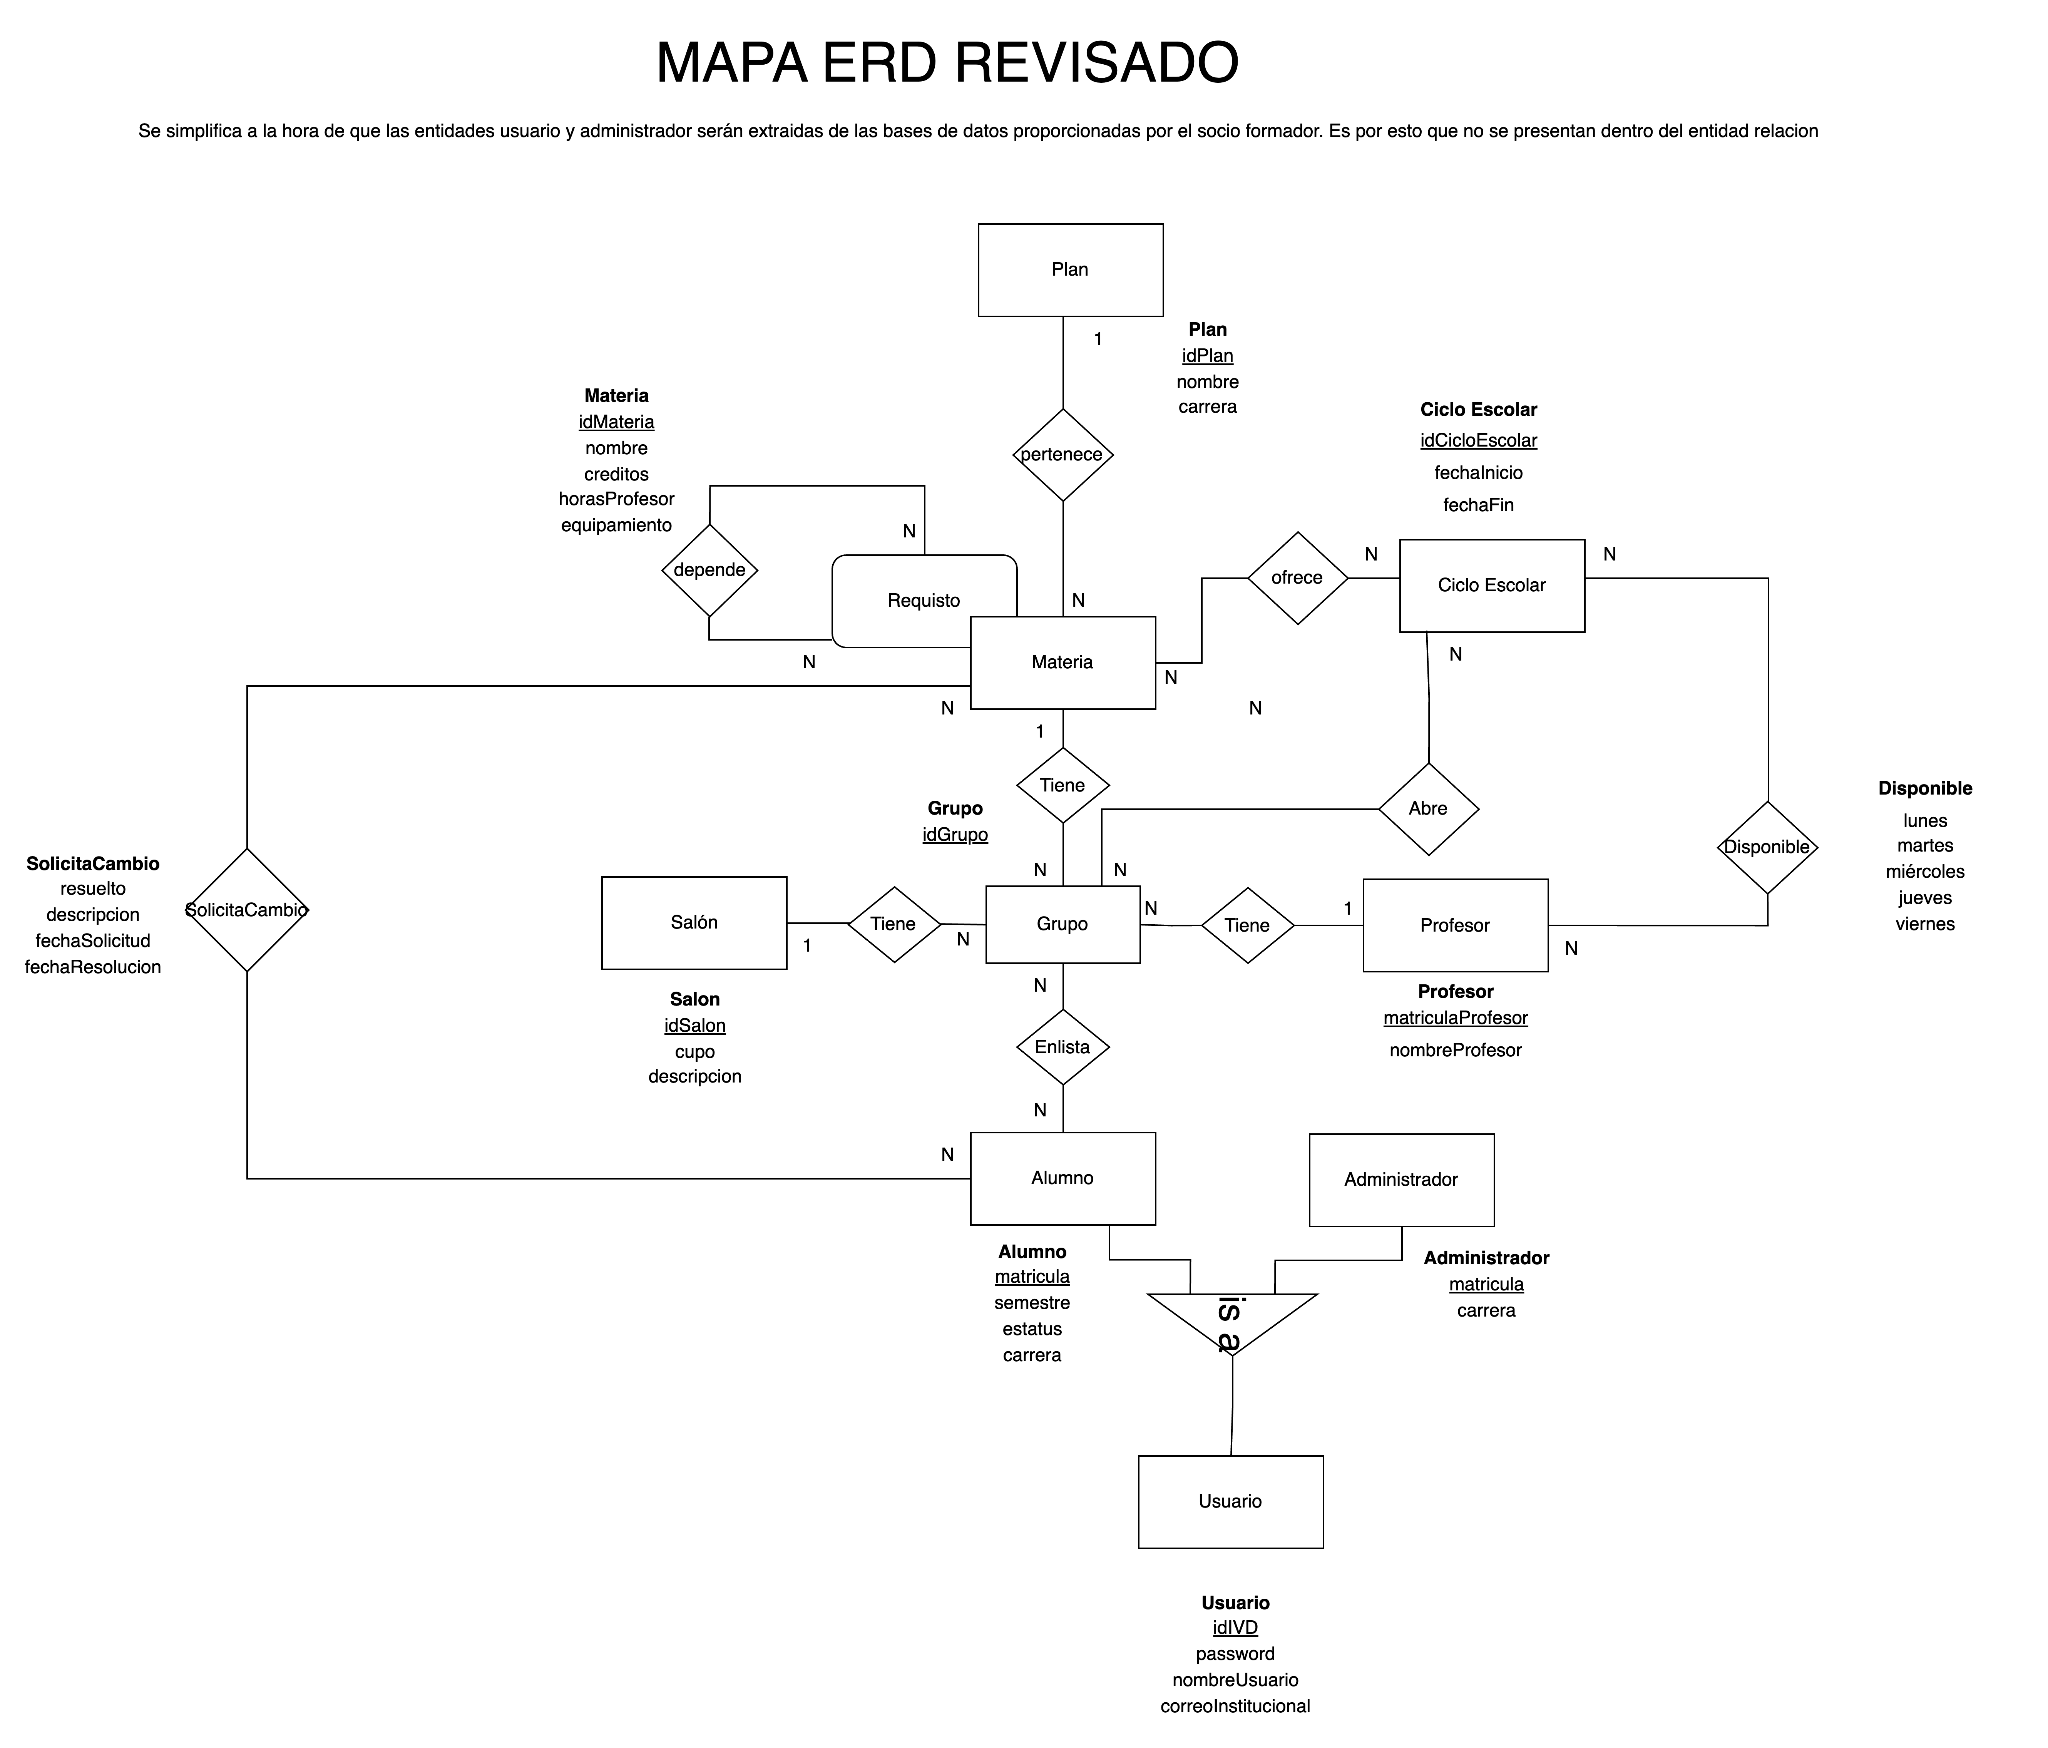 MAPA ERD REVISADO
Se simplifica a la hora de que las entidades usuario y administrador serán extraidas de las bases de datos proporcionadas por el socio formador. Es por esto que no se presentan dentro del entidad relacion
Plan
1
Plan
idPlan
nombre
carrera
pertenece
Materia
idMateria
nombre
creditos
horasProfesor
equipamiento
Ciclo Escolar
idCicloEscolar
fechaInicio
fechaFin
depende
N
Requisto
N
N
ofrece
N
Ciclo Escolar
N
Materia
N
N
N
N
N
1
Tiene
Grupo
idGrupo
Abre
Disponible
Disponible
lunes
martes
miércoles
jueves
viernes
SolicitaCambio
resuelto
descripcion
fechaSolicitud
fechaResolucion
SolicitaCambio
N
N
Salón
1
Tiene
N
Grupo
N
Tiene
1
Profesor
N
Salon
idSalon
cupo
descripcion
N
Enlista
N
Profesor
matriculaProfesor
nombreProfesor
N
Alumno
Administrador
Alumno
matricula
semestre
estatus
carrera
Administrador
matricula
carrera
is a
Usuario
Usuario
idIVD
password
nombreUsuario
correoInstitucional